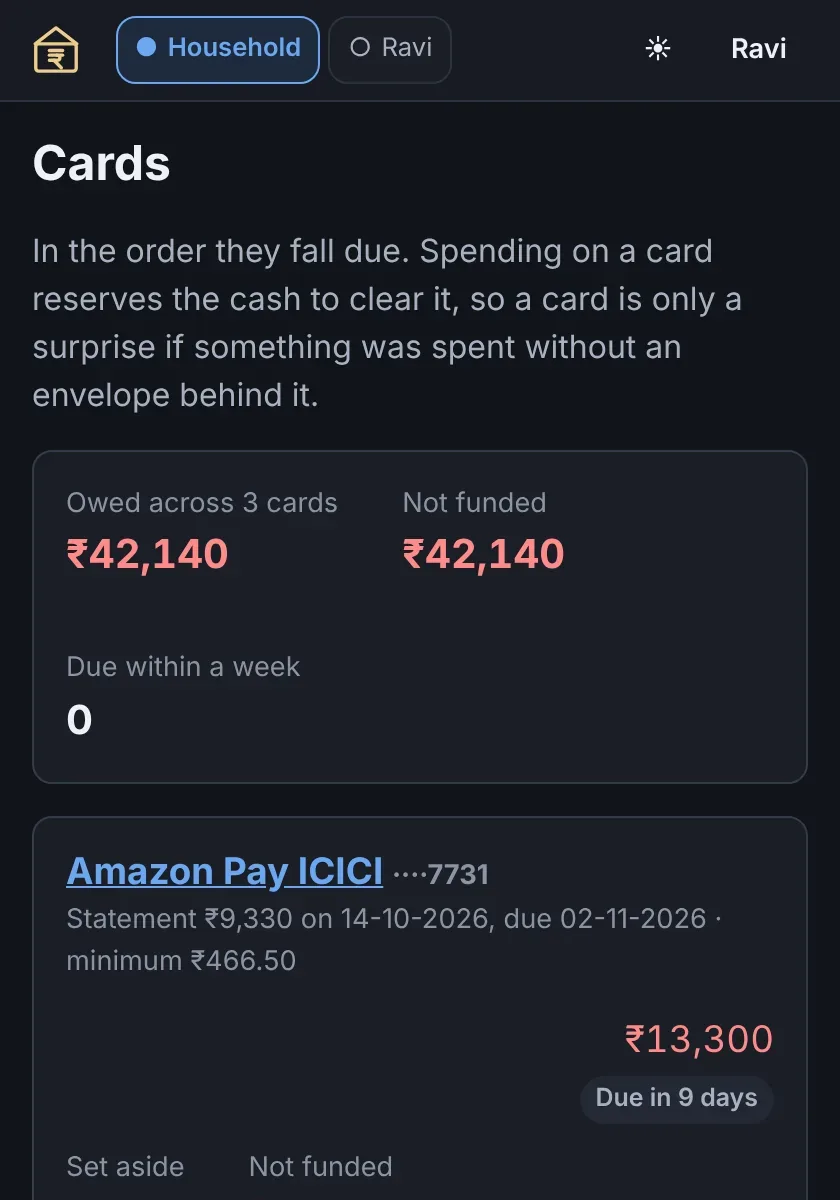 Household
Ravi
Ravi
Cards
In the order they fall due. Spending on a card
reserves the cash to clear it, so a card is only a
surprise if something was spent without an
envelope behind it.
Owed across 3 cards
₹42,140
Not funded
₹42,140
Due within a week
0
Amazon Pay ICICI ····7731
Statement ₹9,330 on 14-10-2026, due 02-11-2026 ·
minimum ₹466.50
₹13,300
Due in 9 days
Set aside
Not funded